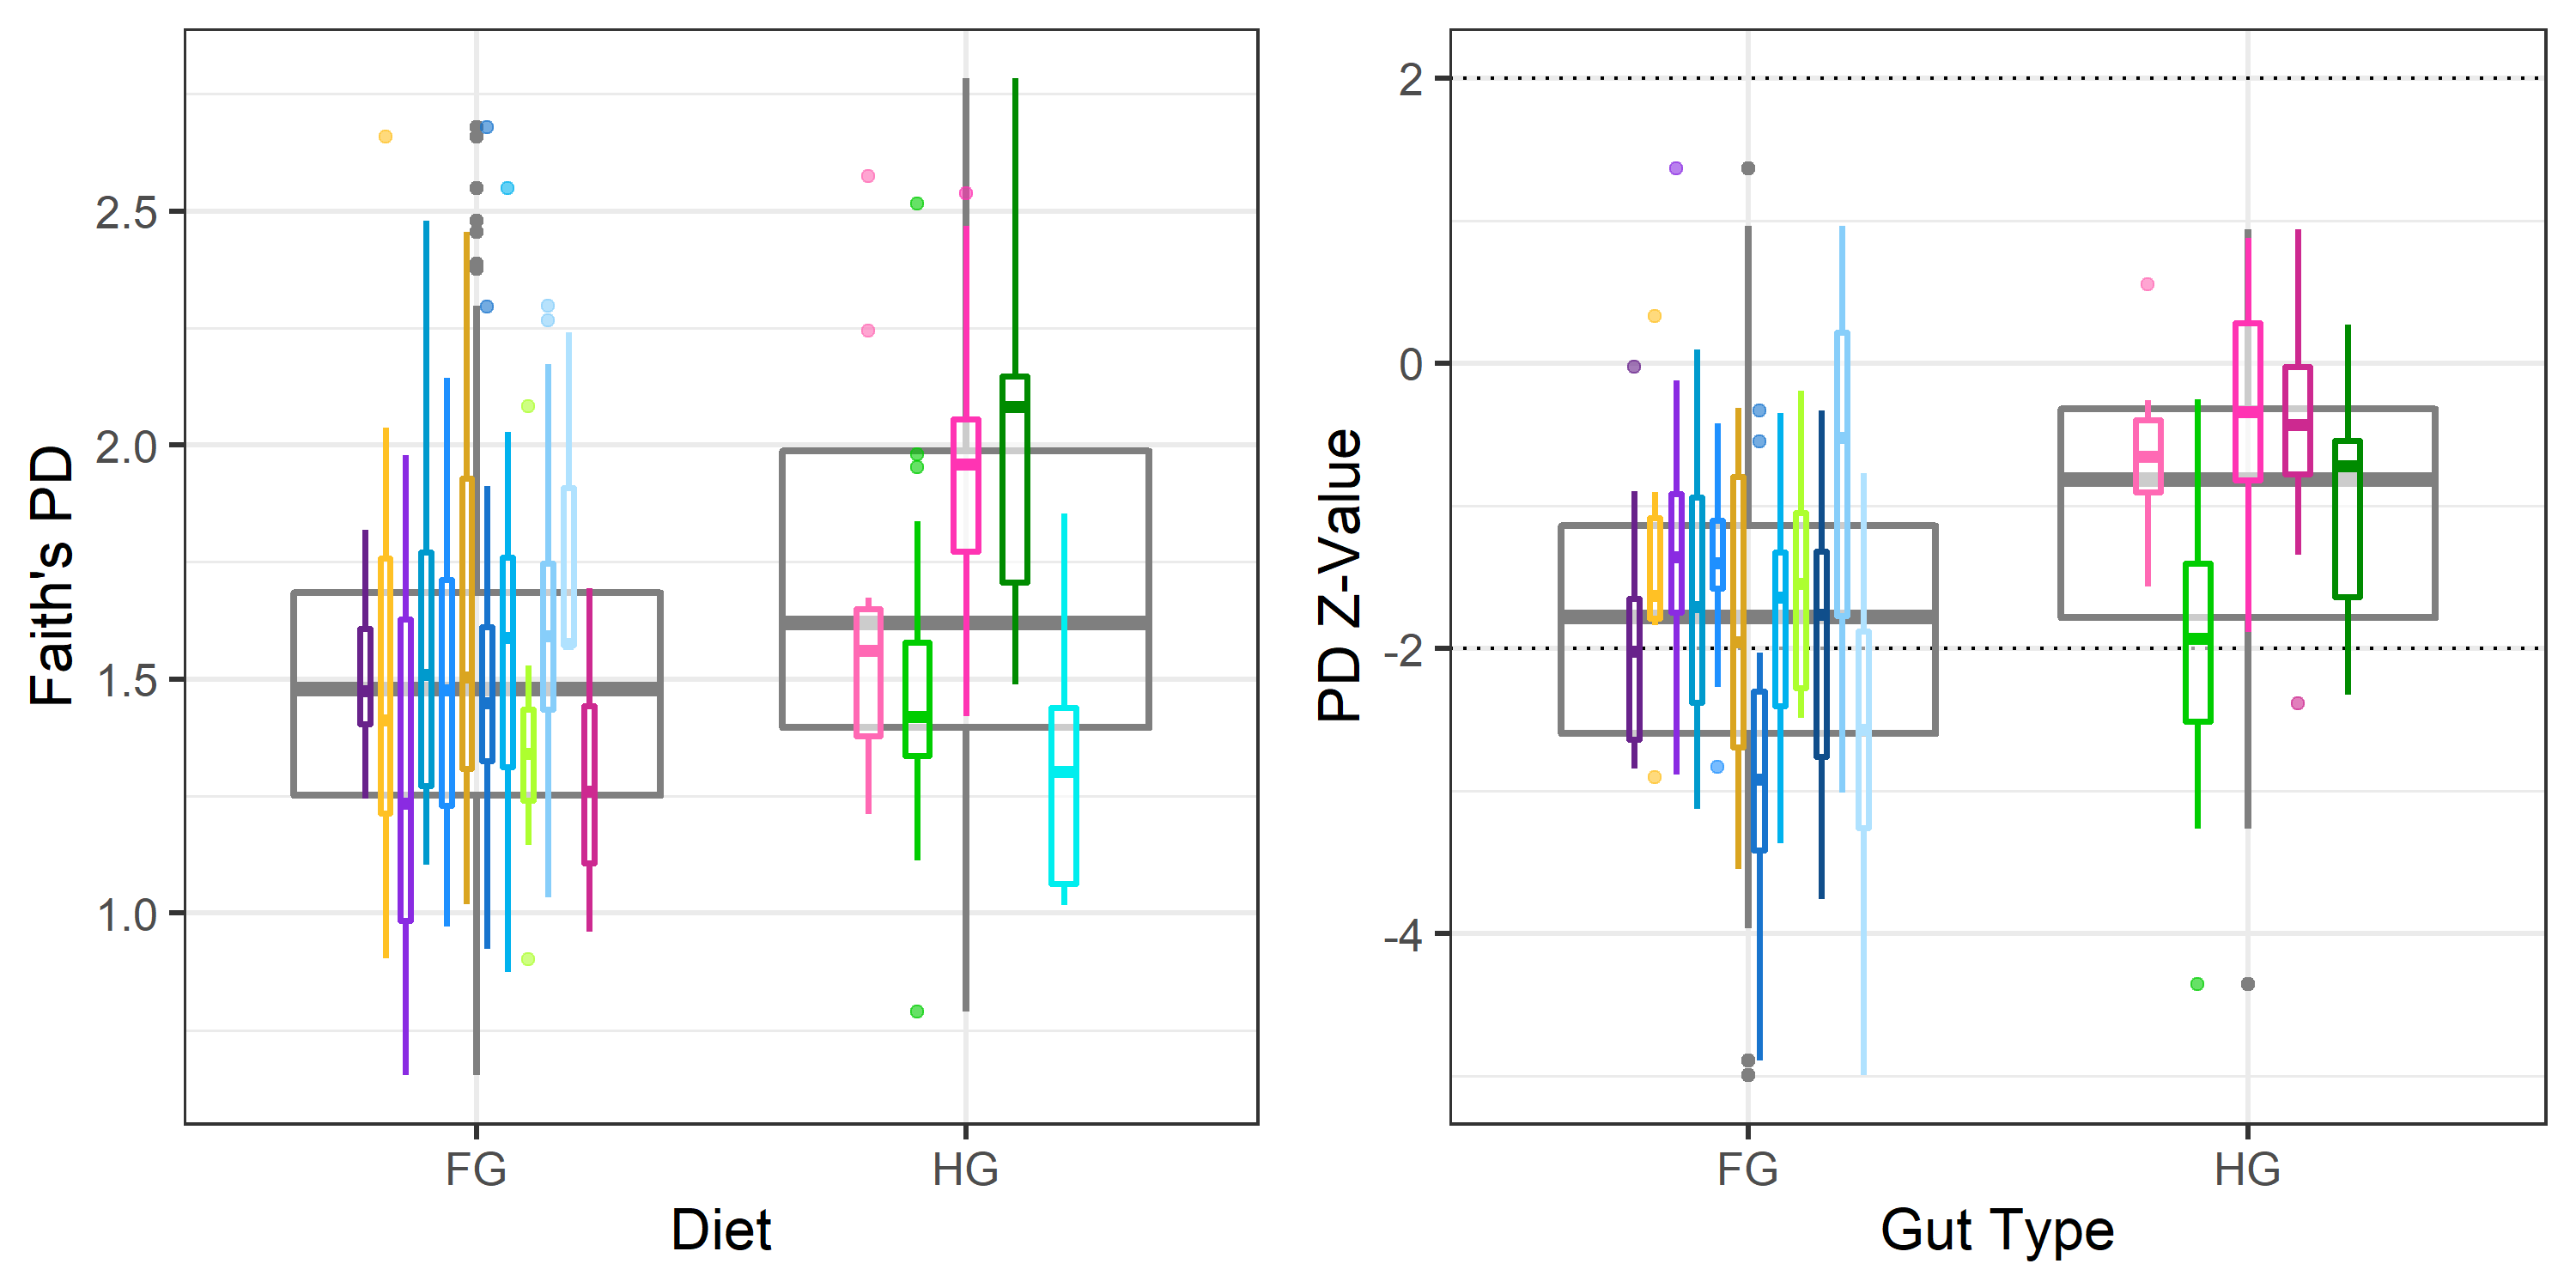 Faith's PD
2.5
2.0
1.5
1.0
FG HG
Diet
PD Z-Value
2
0
-2
-4
FG HG
Gut Type